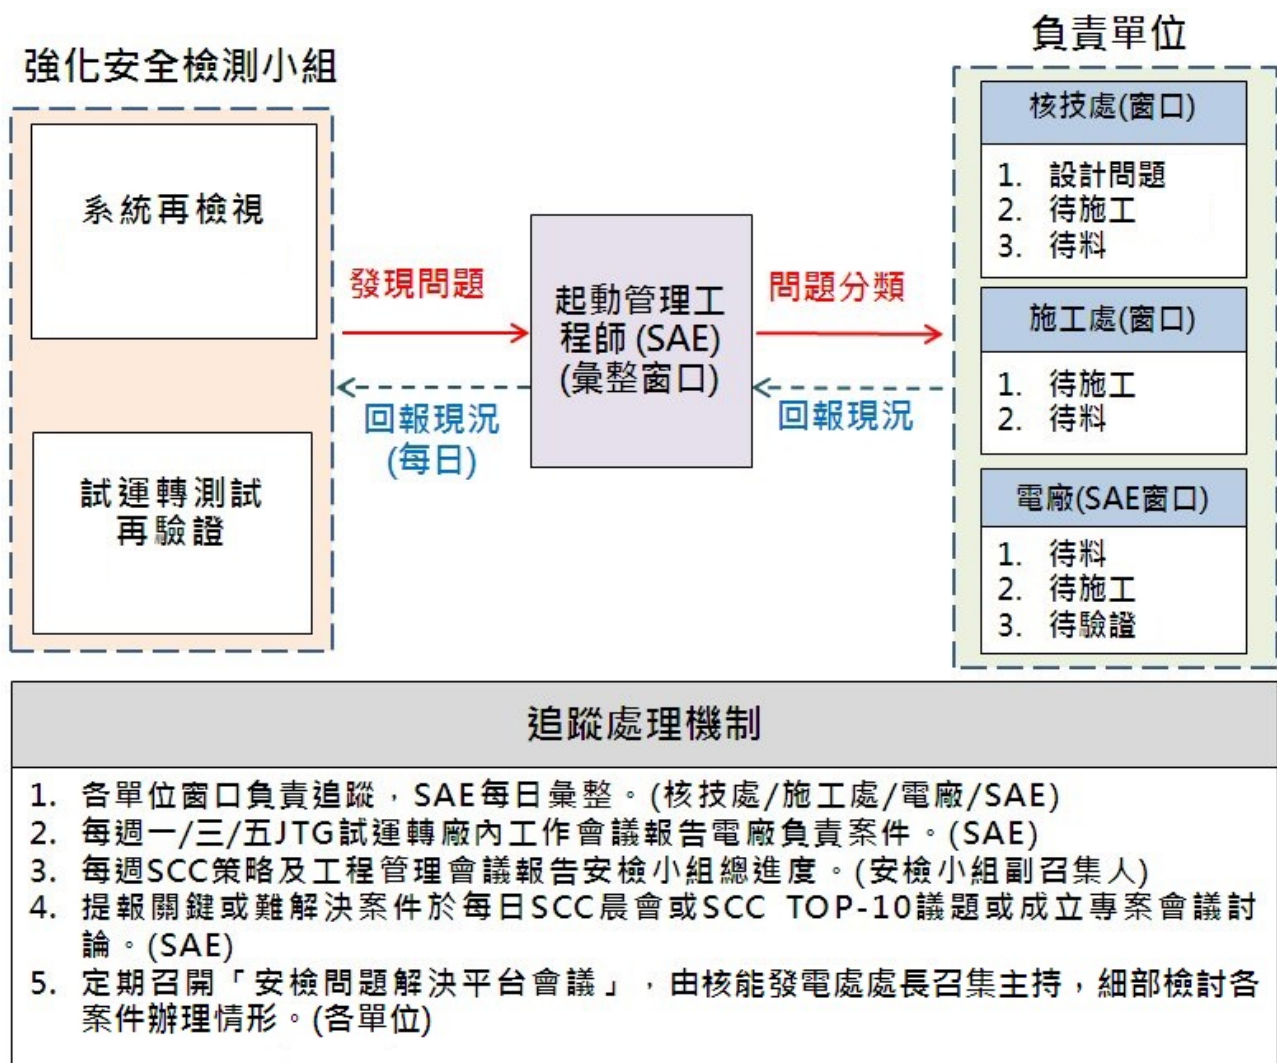 強化安全檢測小組
系統再檢視
試運轉測試
再驗證
發現問題
回報現況
(每日)
起動管理工
程師 (SAE)
(彙整窗口)
問題分類
回報現況
負責單位
核技處(窗口)
1. 設計問題
2. 待施工
3. 待料
施工處(窗口)
1. 待施工
2. 待料
電廠(SAE窗口)
1. 待料
2. 待施工
3. 待驗證
追蹤處理機制
1. 各單位窗口負責追蹤，SAE每日彙整。(核技處/施工處/電廠/SAE)
2. 每週一/三/五JTG試運轉廠內工作會議報告電廠負責案件。(SAE)
3. 每週SCC策略及工程管理會議報告安檢小組總進度。(安檢小組副召集人)
4. 提報關鍵或難解決案件於每日SCC晨會或SCC TOP-10議題或成立專案會議討
論。(SAE)
5. 定期召開「安檢問題解決平台會議」，由核能發電處處長召集主持，細部檢討各
案件辦理情形。(各單位)